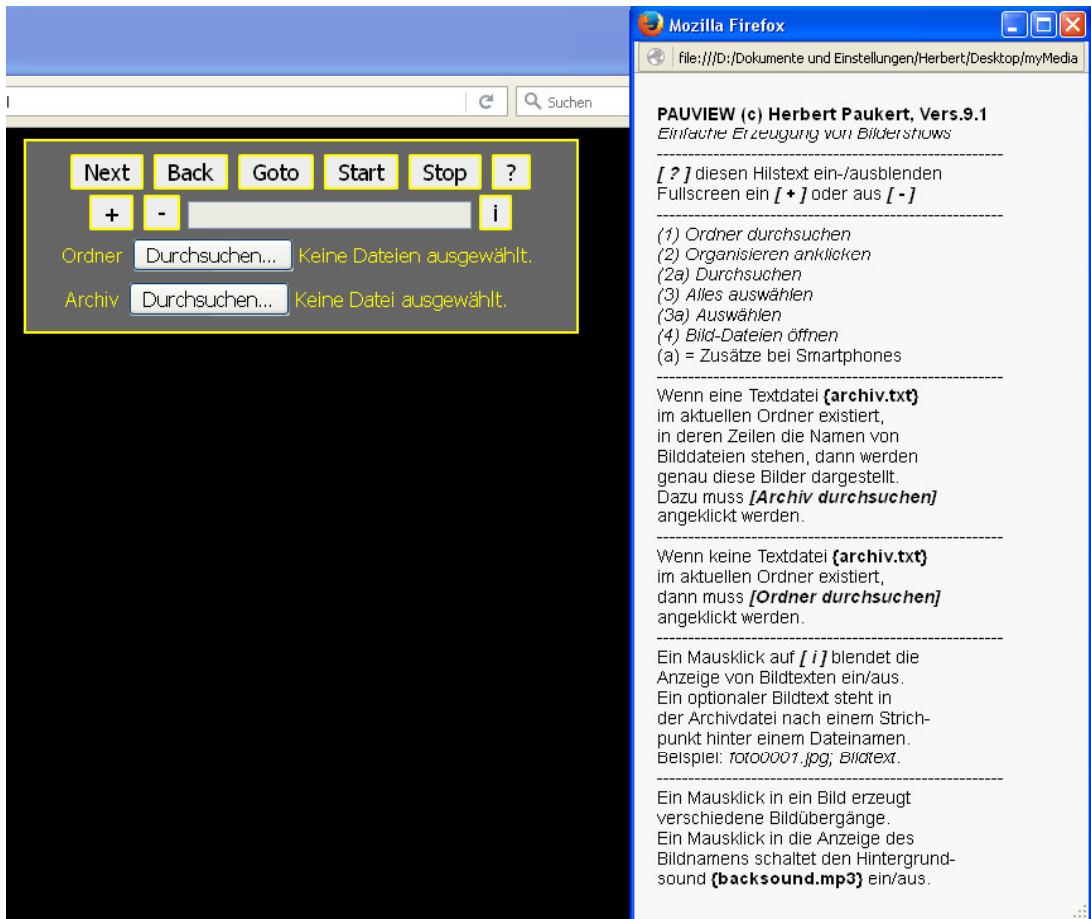 Mozilla Firefox
file:///D:/Dokumente und Einstellungen/Herbert/Desktop/myMedia
Suchen
Next Back Goto Start Stop ?
+ - i
Ordner Durchsuchen... Keine Dateien ausgewählt.
Archiv Durchsuchen... Keine Datei ausgewählt.
PAUVIEW (c) Herbert Paukert, Vers.9.1
Einfache Erzeugung von Bildershows
--------------------------------------------------------------
[ ? ] diesen Hilstext ein-/ausblenden
Fullscreen ein [ + ] oder aus [ - ]
--------------------------------------------------------------
(1) Ordner durchsuchen
(2) Organisieren anklicken
(2a) Durchsuchen
(3) Alles auswählen
(3a) Auswählen
(4) Bild-Dateien öffnen
(a) = Zusätze bei Smartphones
--------------------------------------------------------------
Wenn eine Textdatei {archiv.txt}
im aktuellen Ordner existiert,
in deren Zeilen die Namen von
Bilddateien stehen, dann werden
genau diese Bilder dargestellt.
Dazu muss [Archiv durchsuchen]
angeklickt werden.
--------------------------------------------------------------
Wenn keine Textdatei {archiv.txt}
im aktuellen Ordner existiert,
dann muss [Ordner durchsuchen]
angeklickt werden.
--------------------------------------------------------------
Ein Mausklick auf [ i ] blendet die
Anzeige von Bildtexten ein/aus.
Ein optionaler Bildtext steht in
der Archivdatei nach einem Strich-
punkt hinter einem Dateinamen.
Beispiel: foto0001.jpg; Bildtext.
--------------------------------------------------------------
Ein Mausklick in ein Bild erzeugt
verschiedene Bildübergänge.
Ein Mausklick in die Anzeige des
Bildnamens schaltet den Hintergrund-
sound {backsound.mp3} ein/aus.